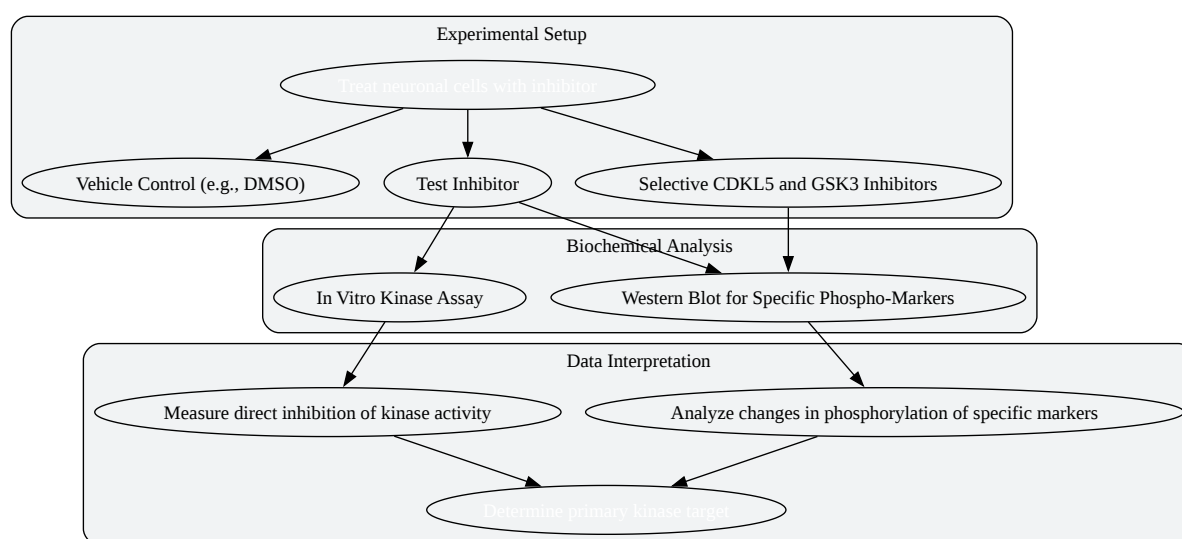 Experimental Setup
Treat neuronal cells with inhibitor
Vehicle Control (e.g., DMSO)
Test Inhibitor
Selective CDKL5 and GSK3 Inhibitors
Biochemical Analysis
In Vitro Kinase Assay
Western Blot for Specific Phospho-Markers
Data Interpretation
Measure direct inhibition of kinase activity
Analyze changes in phosphorylation of specific markers
Determine primary kinase target